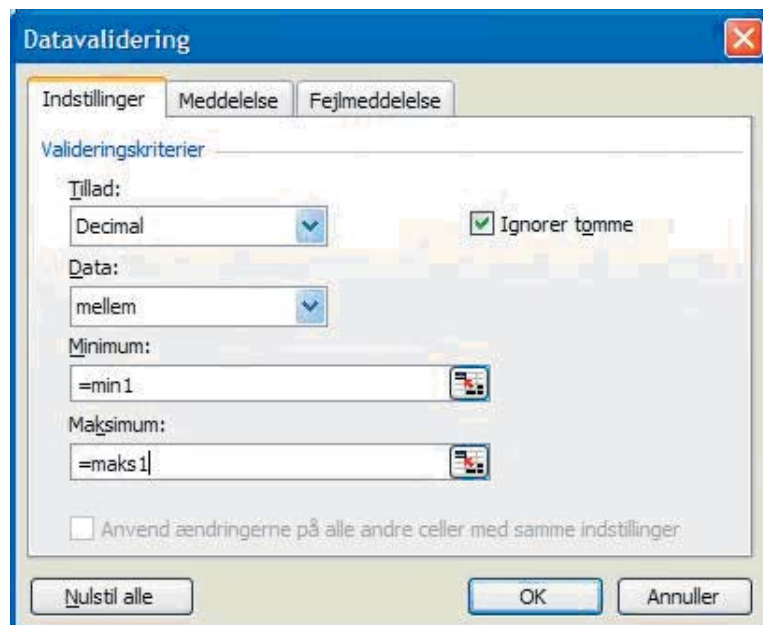 Datavalidering
Indstillinger Meddelelse Fejlmeddelelse
Valideringskriterier
Tillad:
Decimal Ignorer tomme
Data:
mellem
Minimum:
=min1
Maksimum:
=maks1
Anvend ændringerne på alle andre celler med samme indstillinger
Nulstil alle OK Annuller